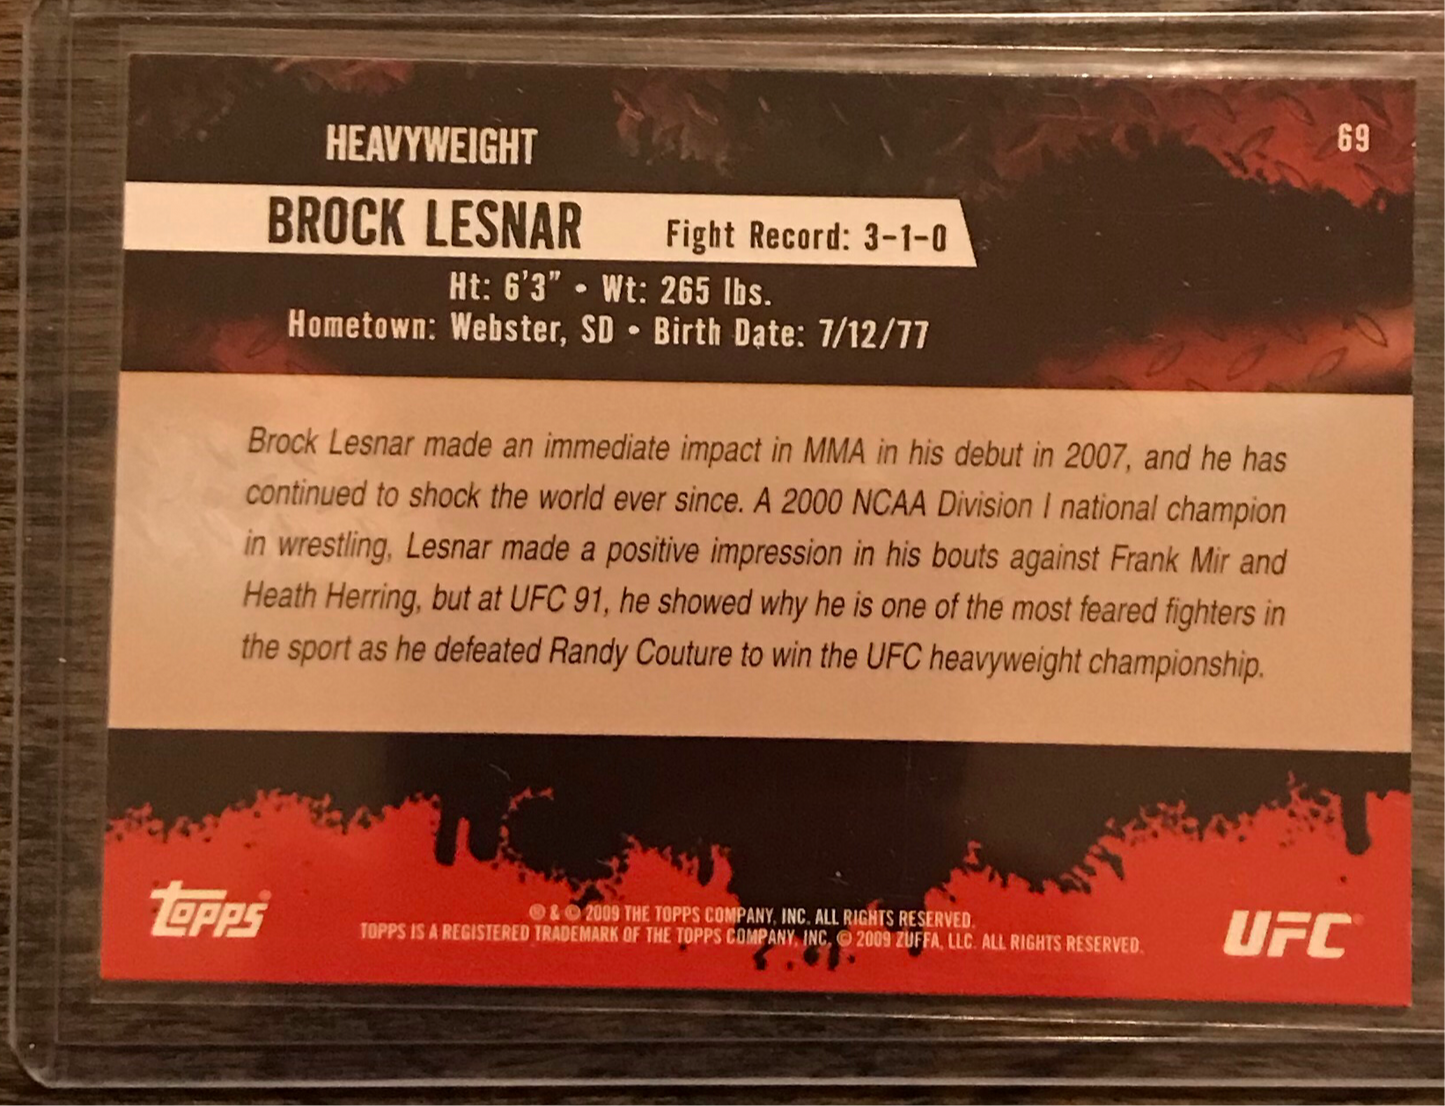 HEAVYWEIGHT
69
BROCK LESNAR Fight Record: 3-1-0
Ht: 6'3" • Wt: 265 lbs.
Hometown: Webster, SD • Birth Date: 7/12/77
Brock Lesnar made an immediate impact in MMA in his debut in 2007, and he has
continued to shock the world ever since. A 2000 NCAA Division I national champion
in wrestling, Lesnar made a positive impression in his bouts against Frank Mir and
Heath Herring, but at UFC 91, he showed why he is one of the most feared fighters in
the sport as he defeated Randy Couture to win the UFC heavyweight championship.
© & © 2009 THE TOPPS COMPANY, INC. ALL RIGHTS RESERVED.
TOPPS IS A REGISTERED TRADEMARK OF THE TOPPS COMPANY, INC. © 2009 ZUFFA, LLC. ALL RIGHTS RESERVED.
Topps®
UFC®